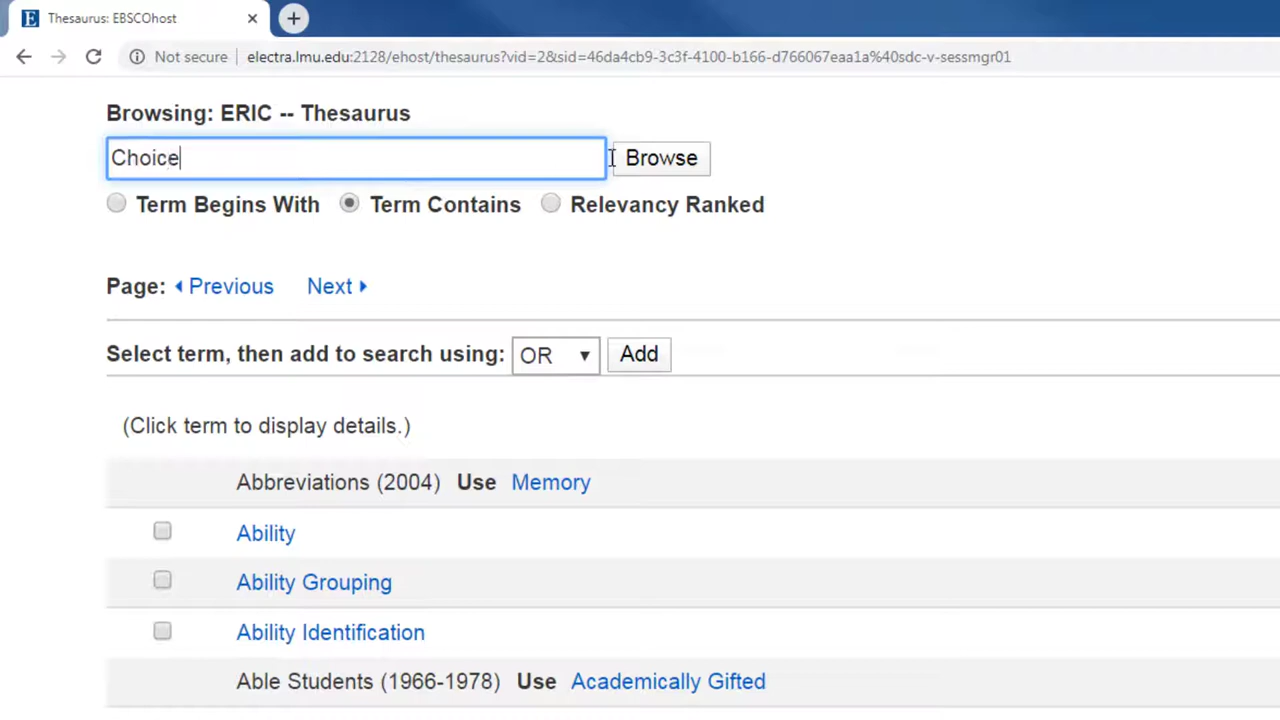 Thesaurus: EBSCOhost
Not secure electra.lmu.edu:2128/ehost/thesaurus?vid=2&sid=46da4cb9-3c3f-4100-b166-d766067eaa1a%40sdc-v-sessmgr01
Browsing: ERIC -- Thesaurus
Choice Browse
Term Begins With Term Contains Relevancy Ranked
Page: Previous Next
Select term, then add to search using: OR Add
(Click term to display details.)
Abbreviations (2004) Use Memory
Ability
Ability Grouping
Ability Identification
Able Students (1966-1978) Use Academically Gifted